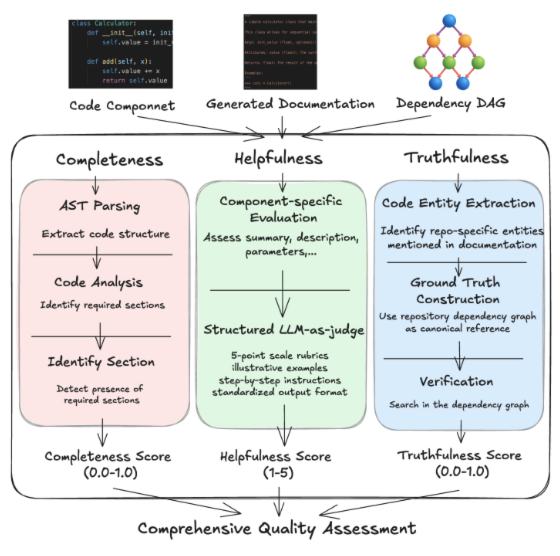 class Calculator:
def __init__(self, init_
self.value = init_
def add(self, x):
self.value += x
return self.value
Code Componnet
Generated Documentation
Dependency DAG
Completeness
Helpfulness
Truthfulness
AST Parsing
Extract code structure
Code Analysis
Identify required sections
Identify Section
Detect presence of
required sections
Component-specific
Evaluation
Assess summary, description,
parameters,...
Structured LLM-as-judge
5-point scale rubrics
illustrative examples
step-by-step instructions
standardized output format
Code Entity Extraction
Identify repo-specific entities
mentioned in documentation
Ground Truth
Construction
Use repository dependency graph
as canonical reference
Verification
Search in the dependency graph
Completeness Score
(0.0-1.0)
Helpfulness Score
(1-5)
Truthfulness Score
(0.0-1.0)
Comprehensive Quality Assessment